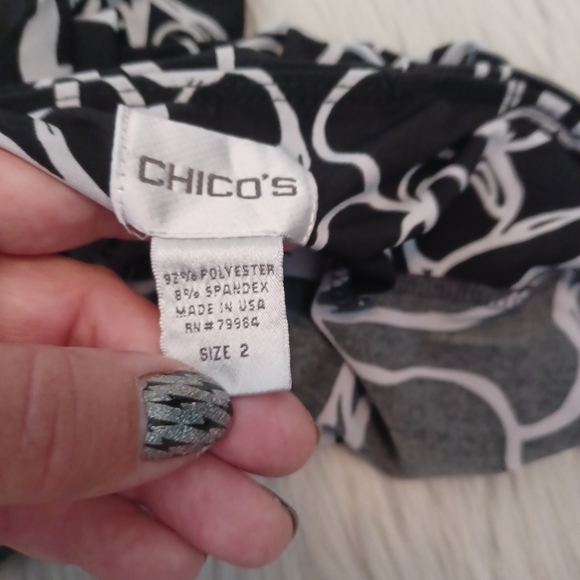 CHICO'S
92% POLYESTER
8% SPANDEX
MADE IN USA
RN# 79984
SIZE 2